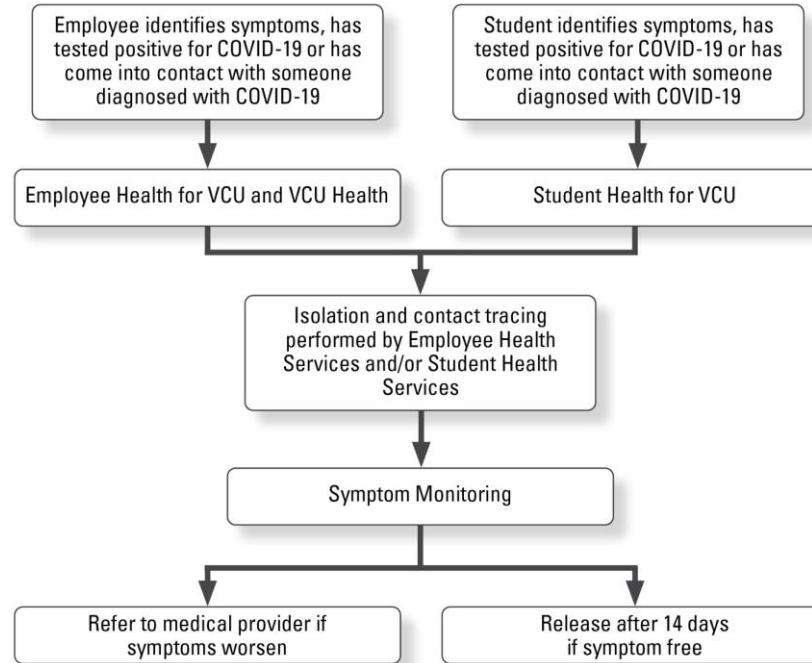 Employee identifies symptoms, has
tested positive for COVID-19 or has
come into contact with someone
diagnosed with COVID-19
Student identifies symptoms, has
tested positive for COVID-19 or has
come into contact with someone
diagnosed with COVID-19
Employee Health for VCU and VCU Health
Student Health for VCU
Isolation and contact tracing
performed by Employee Health
Services and/or Student Health
Services
Symptom Monitoring
Refer to medical provider if
symptoms worsen
Release after 14 days
if symptom free